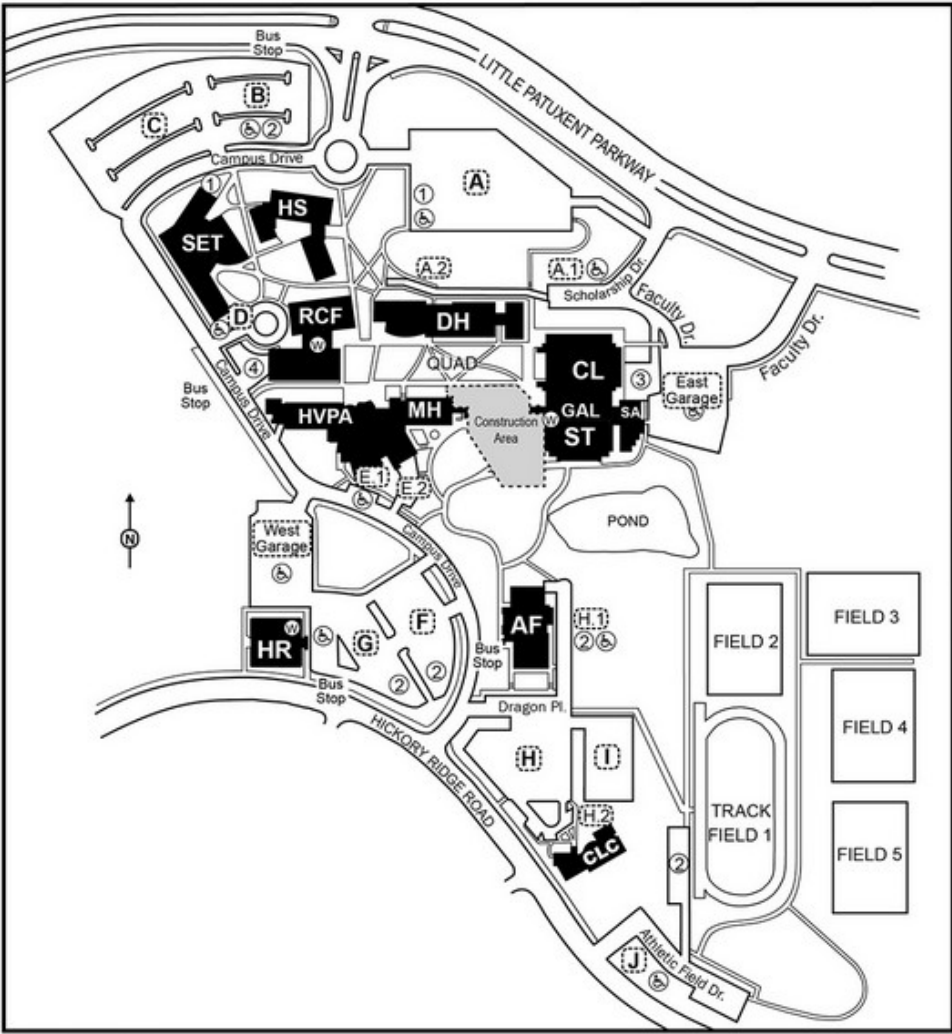 Bus
Stop
LITTLE PATUXENT PARKWAY
B
C
2
Campus Drive
A
1
1
HS
SET
A.2
A.1
Scholarship Dr.
Faculty Dr.
Faculty Dr.
D
RCF
W
DH
QUAD
CL
4
3
East
Garage
Bus
Stop
Campus Drive
HVPA
MH
Construction
Area
GAL
W
SA
ST
E.1
E.2
POND
N
West
Garage
Campus Drive
W
HR
G
F
2
2
Bus
Stop
Bus
Stop
AF
H.1
2
FIELD 2
FIELD 3
Dragon Pl.
HICKORY RIDGE ROAD
H
I
FIELD 4
H.2
CLC
TRACK
FIELD 1
FIELD 5
2
J
Athletic Field Dr.